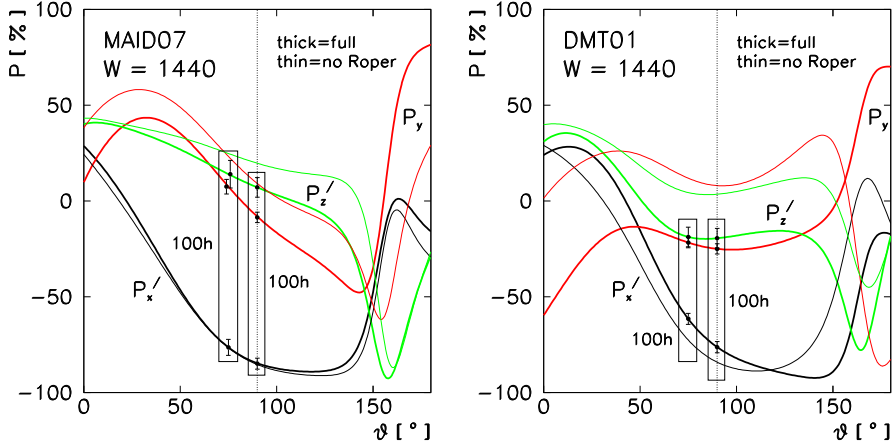 100
50
0
−50
−100
P [ % ]
MAID07
W = 1440
thick=full
thin=no Roper
P_y
P_z′
P_x′
100h
100h
0
50
100
150
ϑ [ ° ]
100
50
0
−50
−100
P [ % ]
DMT01
W = 1440
thick=full
thin=no Roper
P_y
P_z′
P_x′
100h
100h
0
50
100
150
ϑ [ ° ]